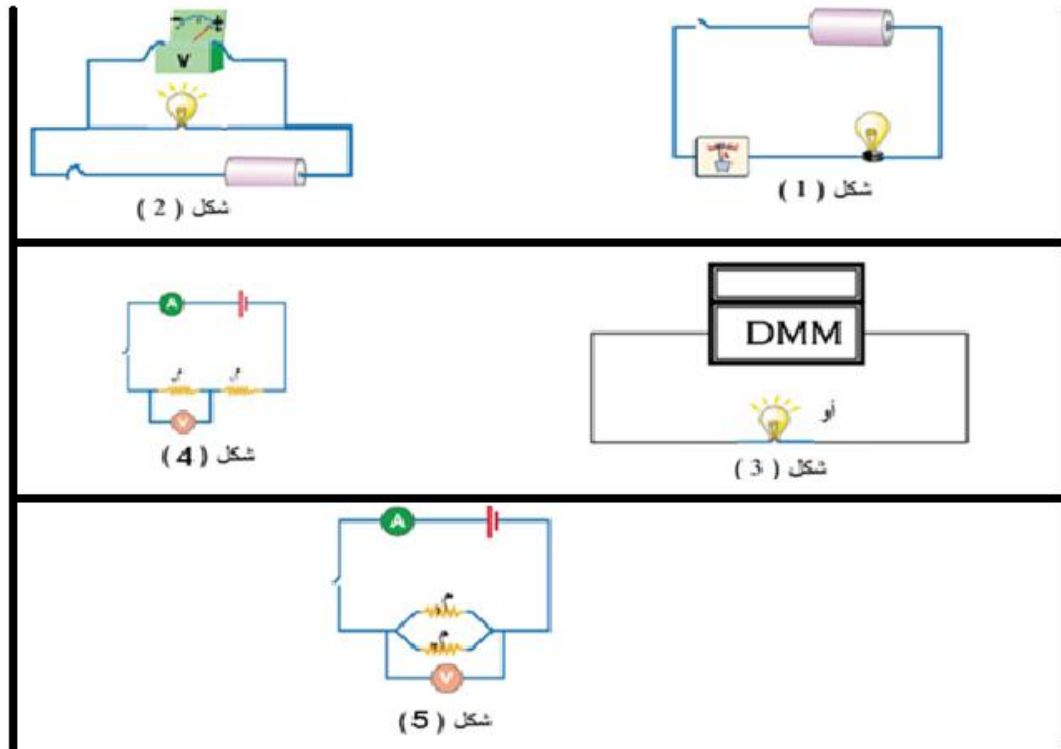 V
شكل ( 2 )
شكل ( 1 )
A
V
شكل ( 4 )
DMM
أو
شكل ( 3 )
A
م
م
V
شكل ( 5 )